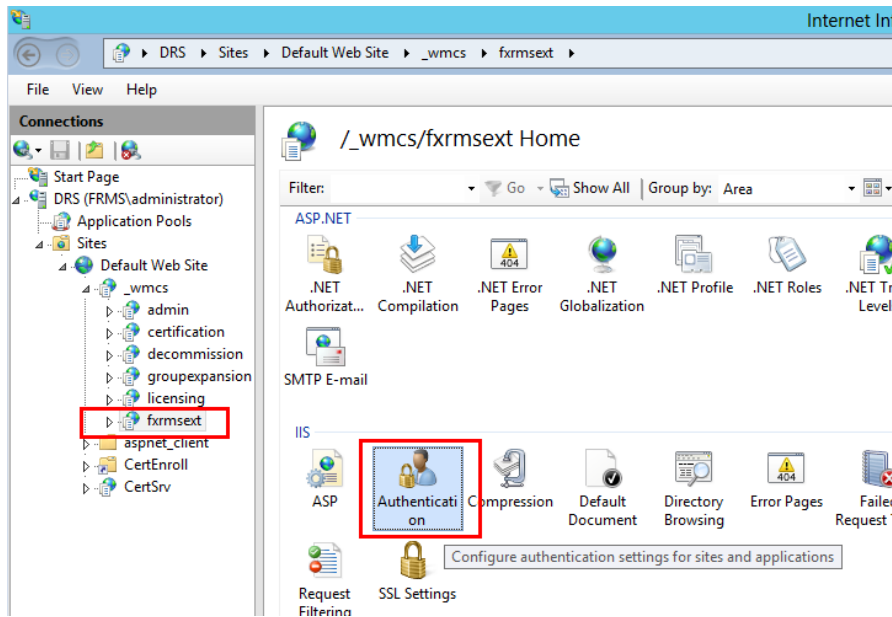 Internet In
DRS Sites Default Web Site _wmcs fxrmsext
File View Help
Connections
Start Page
DRS (FRMS\administrator)
Application Pools
Sites
Default Web Site
_wmcs
admin
certification
decommission
groupexpansion
licensing
fxrmsext
aspnet_client
CertEnroll
CertSrv
/_wmcs/fxrmsext Home
Filter: Go Show All Group by: Area
ASP.NET
404
.NET .NET .NET Error .NET .NET Profile .NET Roles .NET Tr
Authorizat... Compilation Pages Globalization Level
SMTP E-mail
IIS
404
ASP Authenticati Compression Default Directory Error Pages Failed
on Document Browsing Request
Configure authentication settings for sites and applications
Request SSL Settings
Filtering